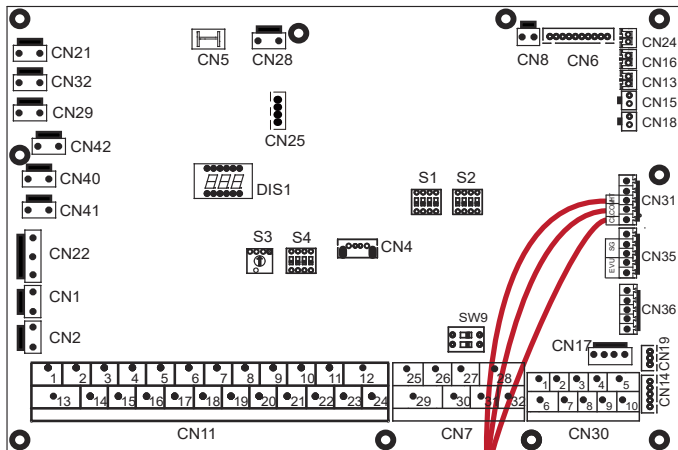 CN21
CN32
CN29
CN42
CN40
CN41
CN22
CN1
CN2
CN5
CN28
CN25
DIS1
S1
S2
S3
S4
CN4
SW9
CN8
CN6
CN24
CN16
CN13
CN15
CN18
CN31
CN35
EVU SG
CN36
CN17
CN19
CN14
1 2 3 4 5 6 7 8 9 10 11 12
13 14 15 16 17 18 19 20 21 22 23 24
CN11
25 26 27 28
29 30 31 32
CN7
1 2 3 4 5
6 7 8 9 10
CN30